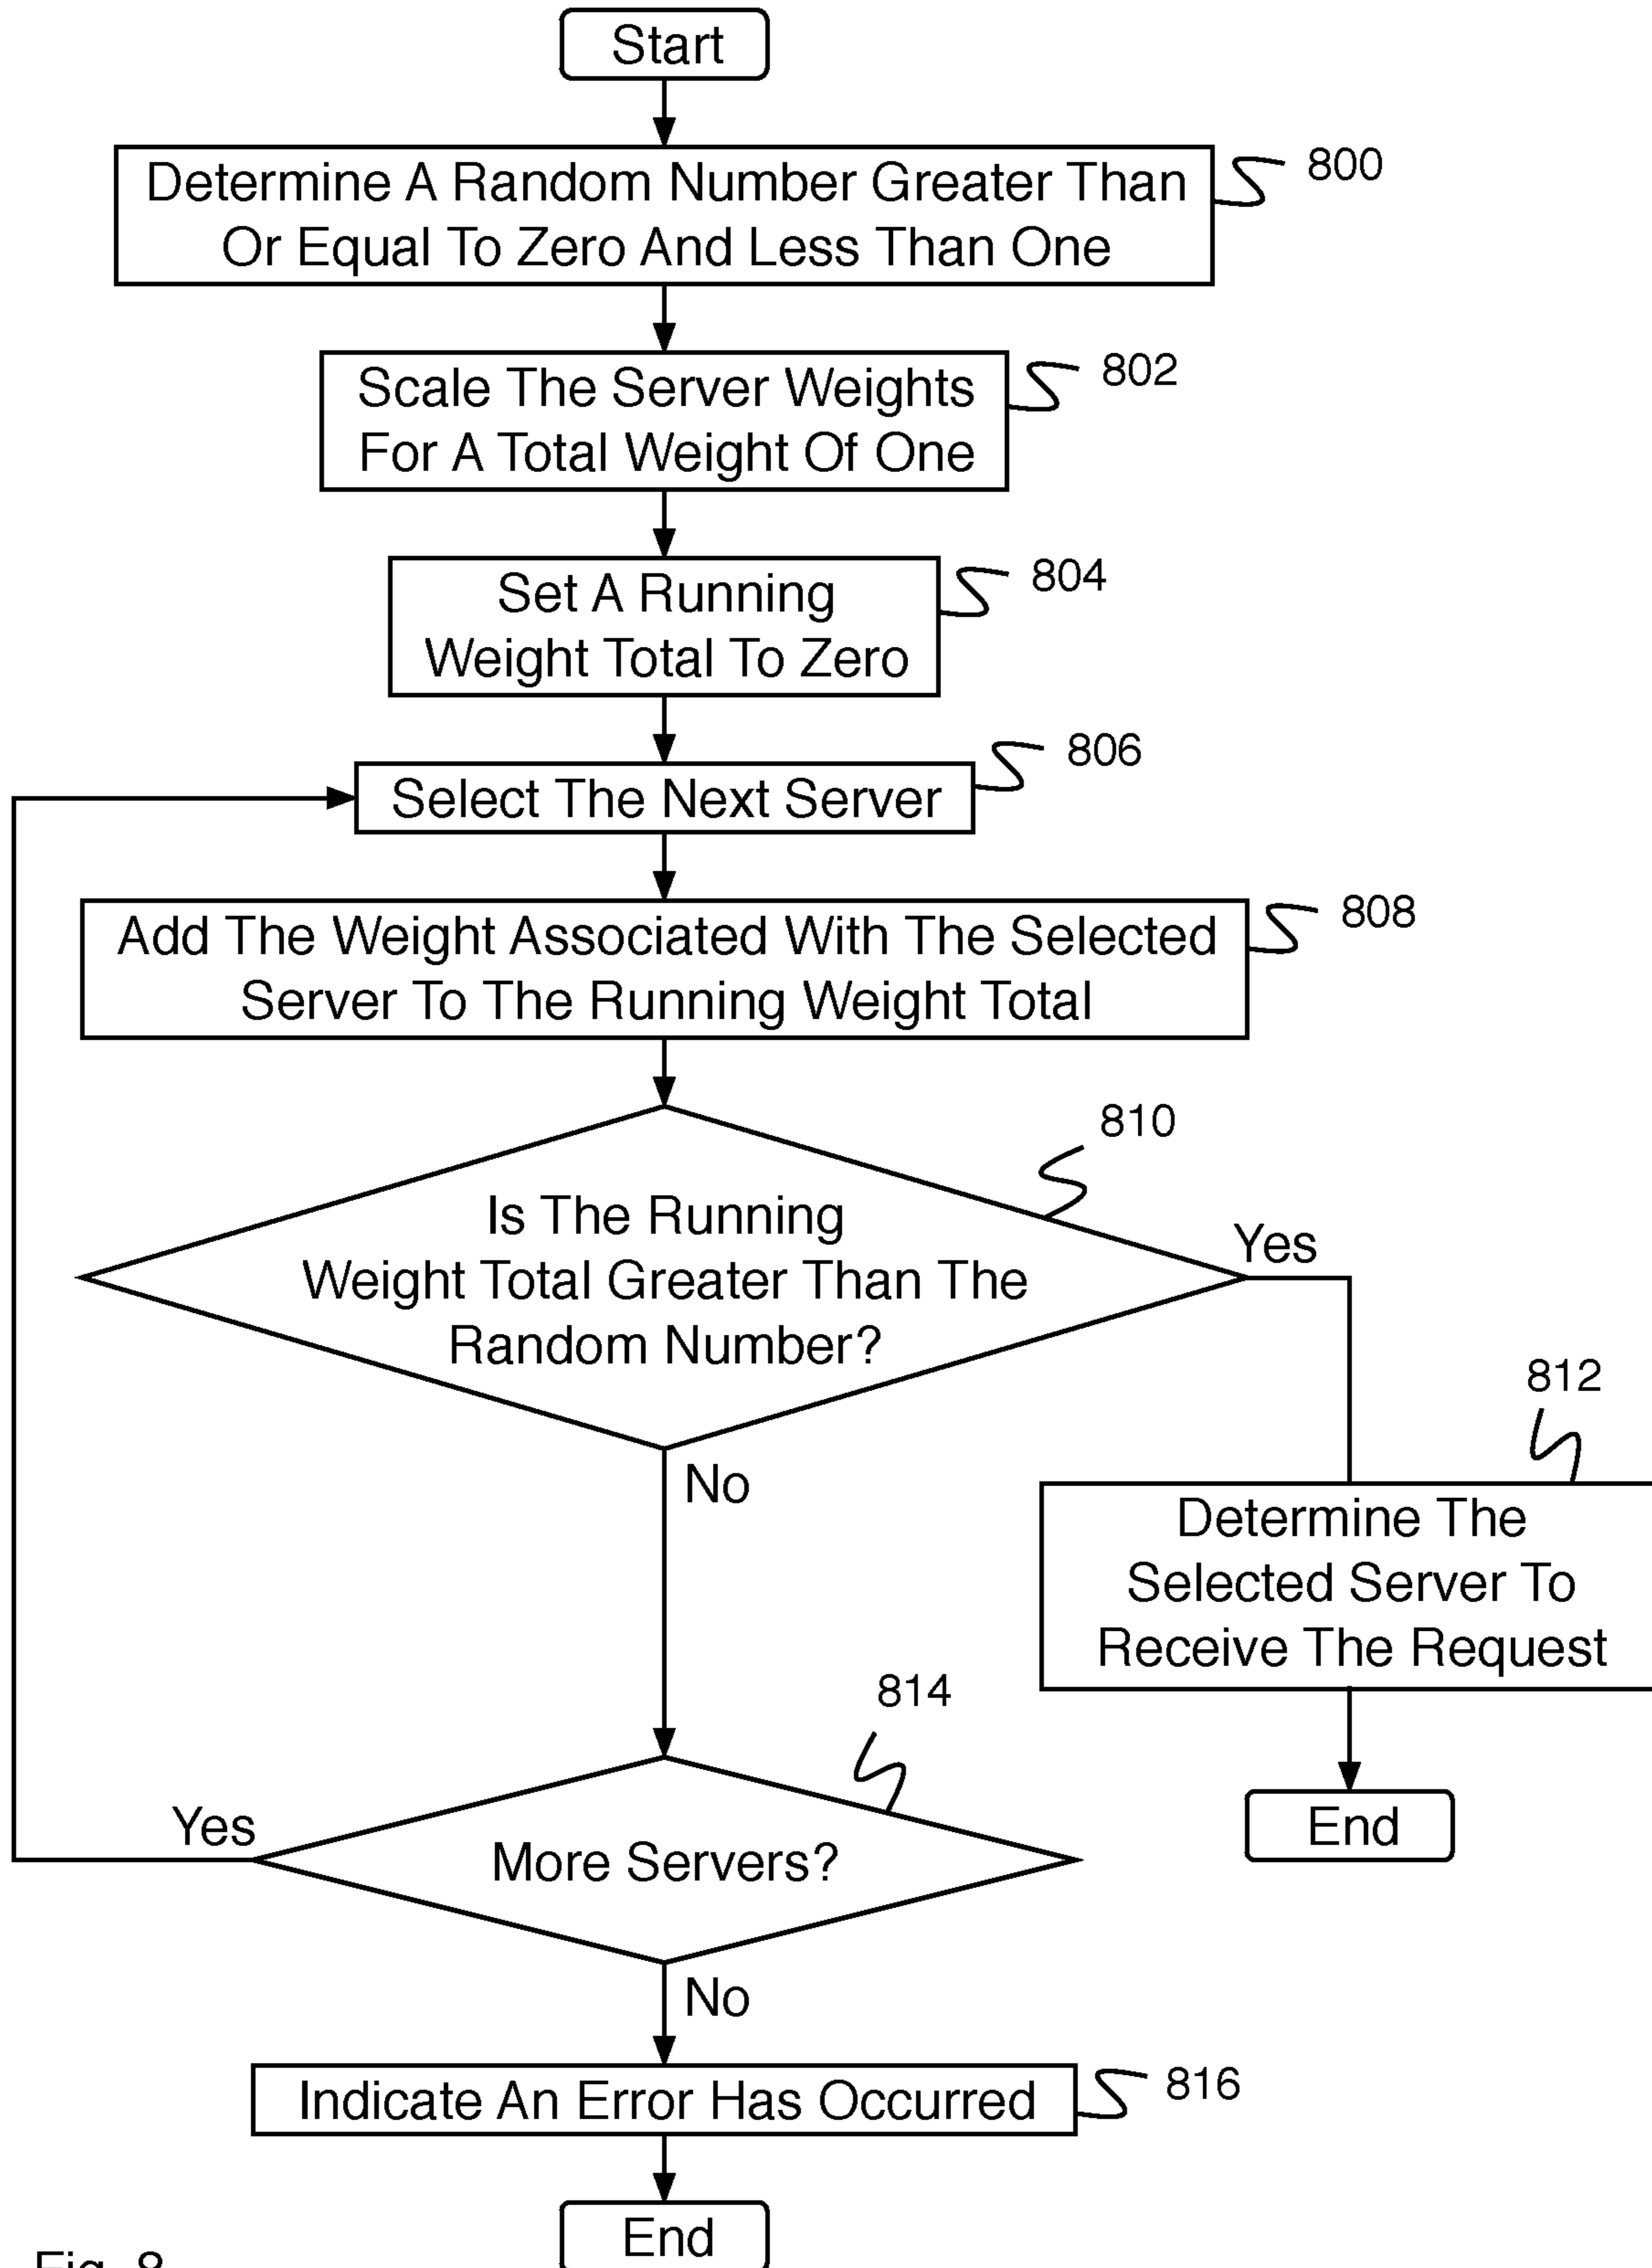 Start
Determine A Random Number Greater Than
Or Equal To Zero And Less Than One
800
Scale The Server Weights
For A Total Weight Of One
802
Set A Running
Weight Total To Zero
804
Select The Next Server
806
Add The Weight Associated With The Selected
Server To The Running Weight Total
808
Is The Running
Weight Total Greater Than The
Random Number?
810
Yes
No
812
Determine The
Selected Server To
Receive The Request
End
814
More Servers?
Yes
No
Indicate An Error Has Occurred
816
End
Fig. 8